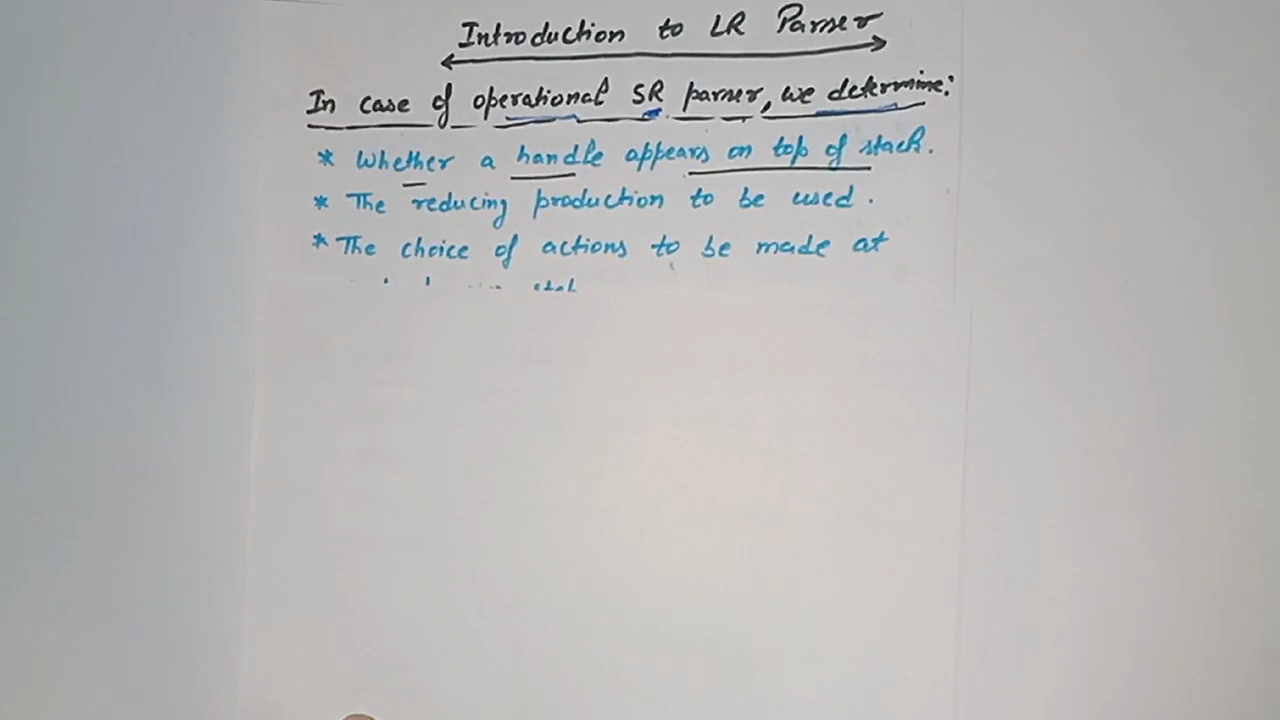 Introduction to LR Parser
In case of operational SR parser, we determine:
* Whether a handle appears on top of stack.
* The reducing production to be used.
* The choice of actions to be made at